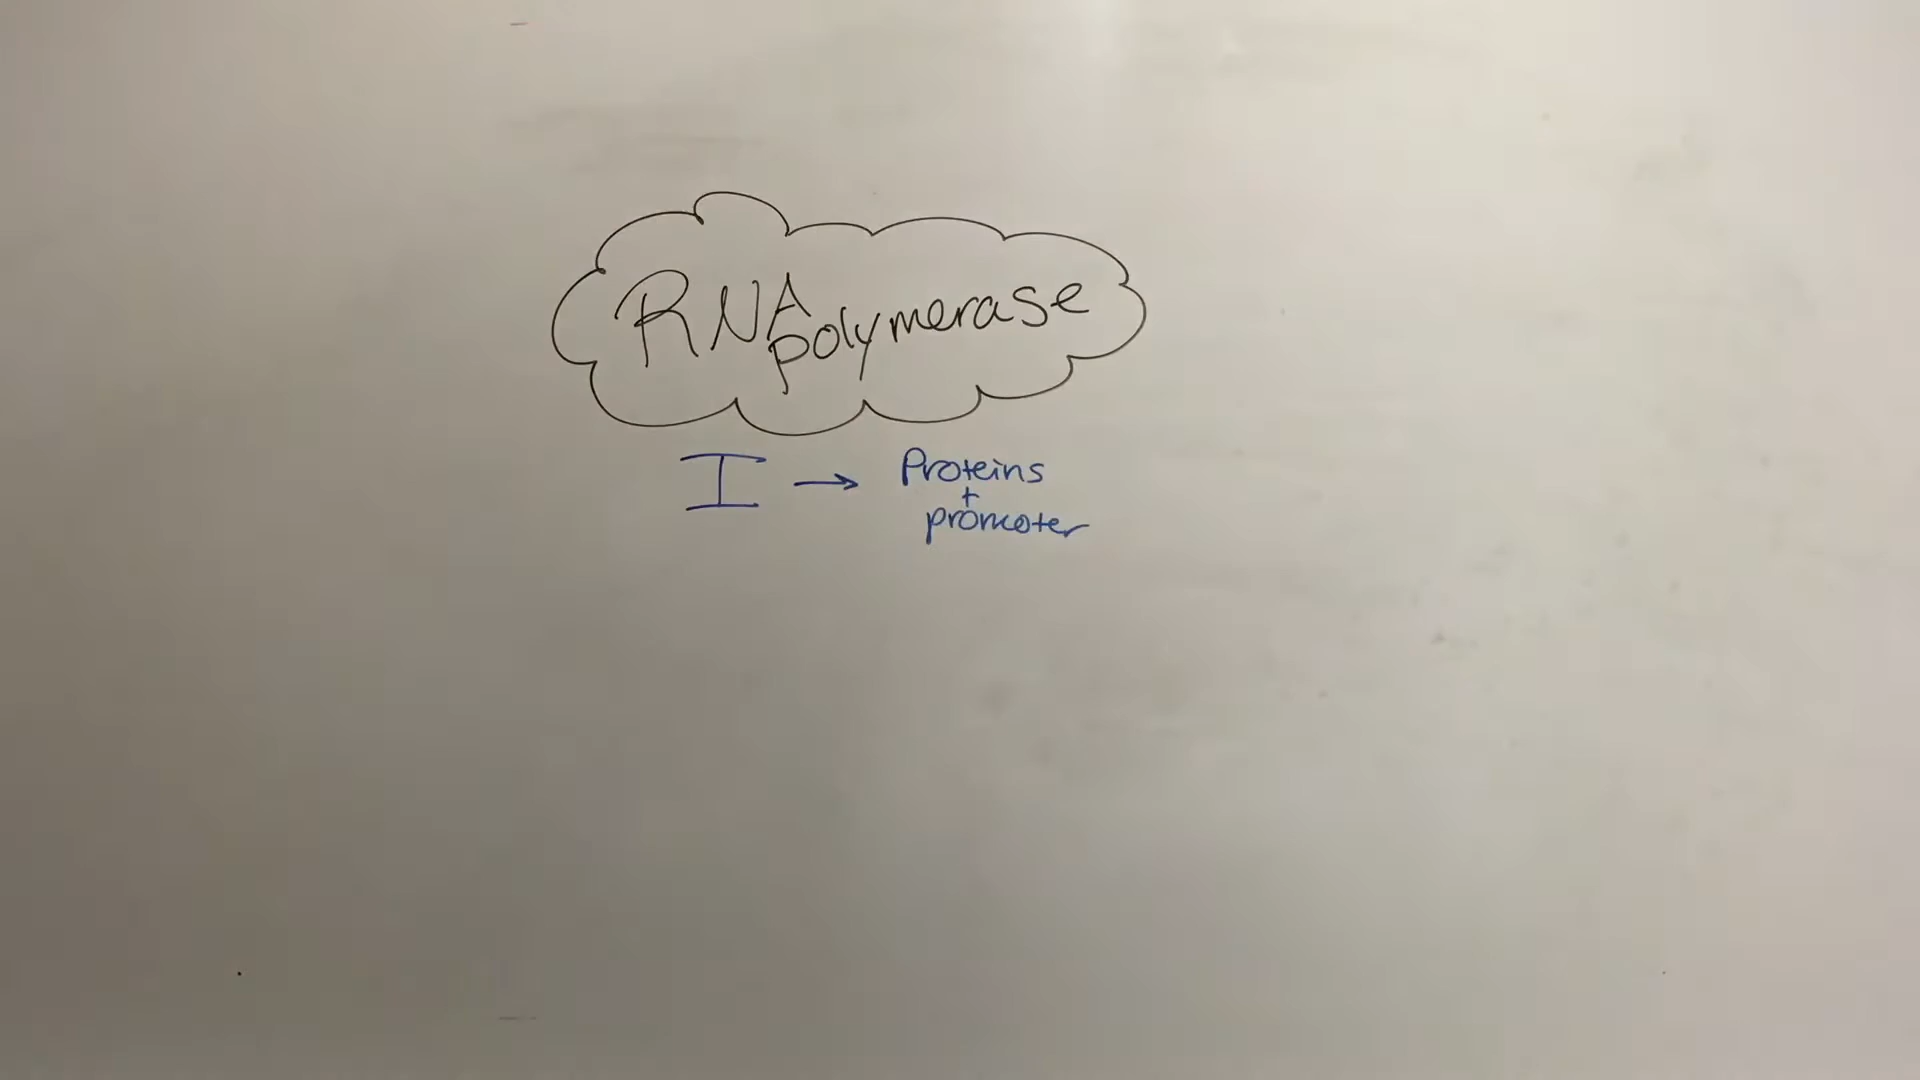 RNA polymerase
I → Proteins
+
promoter